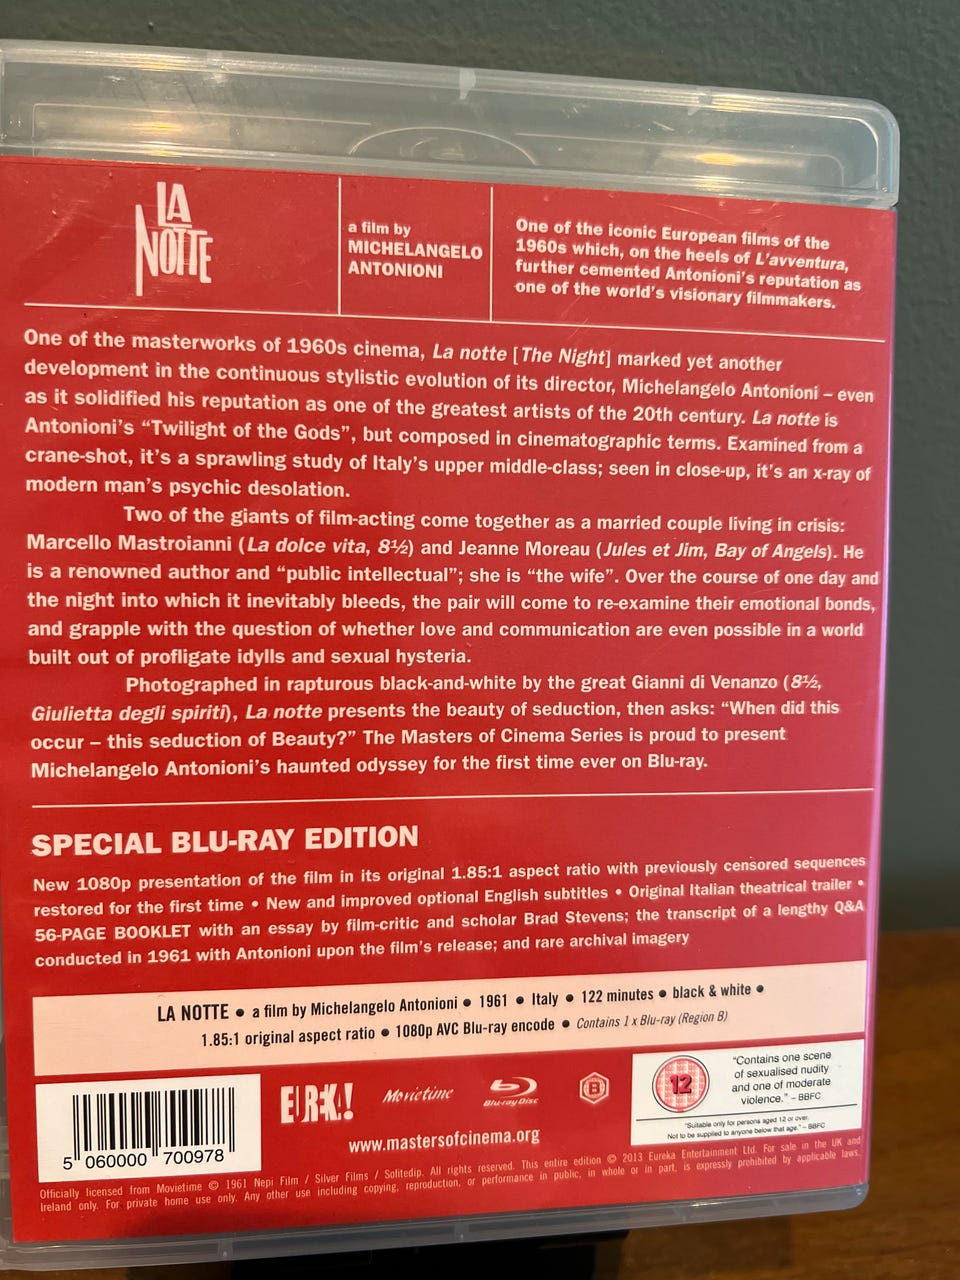 LA
NOTTE
a film by
MICHELANGELO
ANTONIONI
One of the iconic European films of the
1960s which, on the heels of L'avventura,
further cemented Antonioni's reputation as
one of the world's visionary filmmakers.
One of the masterworks of 1960s cinema, La notte [The Night] marked yet another
development in the continuous stylistic evolution of its director, Michelangelo Antonioni – even
as it solidified his reputation as one of the greatest artists of the 20th century. La notte is
Antonioni's “Twilight of the Gods”, but composed in cinematographic terms. Examined from a
crane-shot, it's a sprawling study of Italy's upper middle-class; seen in close-up, it's an x-ray of
modern man's psychic desolation.
Two of the giants of film-acting come together as a married couple living in crisis:
Marcello Mastroianni (La dolce vita, 8½) and Jeanne Moreau (Jules et Jim, Bay of Angels). He
is a renowned author and “public intellectual”; she is “the wife”. Over the course of one day and
the night into which it inevitably bleeds, the pair will come to re-examine their emotional bonds,
and grapple with the question of whether love and communication are even possible in a world
built out of profligate idylls and sexual hysteria.
Photographed in rapturous black-and-white by the great Gianni di Venanzo (8½,
Giulietta degli spiriti), La notte presents the beauty of seduction, then asks: “When did this
occur – this seduction of Beauty?” The Masters of Cinema Series is proud to present
Michelangelo Antonioni's haunted odyssey for the first time ever on Blu-ray.
SPECIAL BLU-RAY EDITION
New 1080p presentation of the film in its original 1.85:1 aspect ratio with previously censored sequences
restored for the first time • New and improved optional English subtitles • Original Italian theatrical trailer •
56-PAGE BOOKLET with an essay by film-critic and scholar Brad Stevens; the transcript of a lengthy Q&A
conducted in 1961 with Antonioni upon the film's release; and rare archival imagery
LA NOTTE • a film by Michelangelo Antonioni • 1961 • Italy • 122 minutes • black & white •
1.85:1 original aspect ratio • 1080p AVC Blu-ray encode • Contains 1 x Blu-ray (Region B)
5 060000 700978
EUREKA!
Movietime
Blu-ray Disc
B
www.mastersofcinema.org
12
“Contains one scene
of sexualised nudity
and one of moderate
violence.” – BBFC
“Suitable only for persons aged 12 or over.
Not to be supplied to anyone below that age.” – BBFC
Officially licensed from Movietime © 1961 Nepi Film / Silver Films / Solitedip. All rights reserved. This entire edition © 2013 Eureka Entertainment Ltd. For sale in the UK and
Ireland only. For private home use only. Any other use including copying, reproduction, or performance in public, in whole or in part, is expressly prohibited by applicable laws.